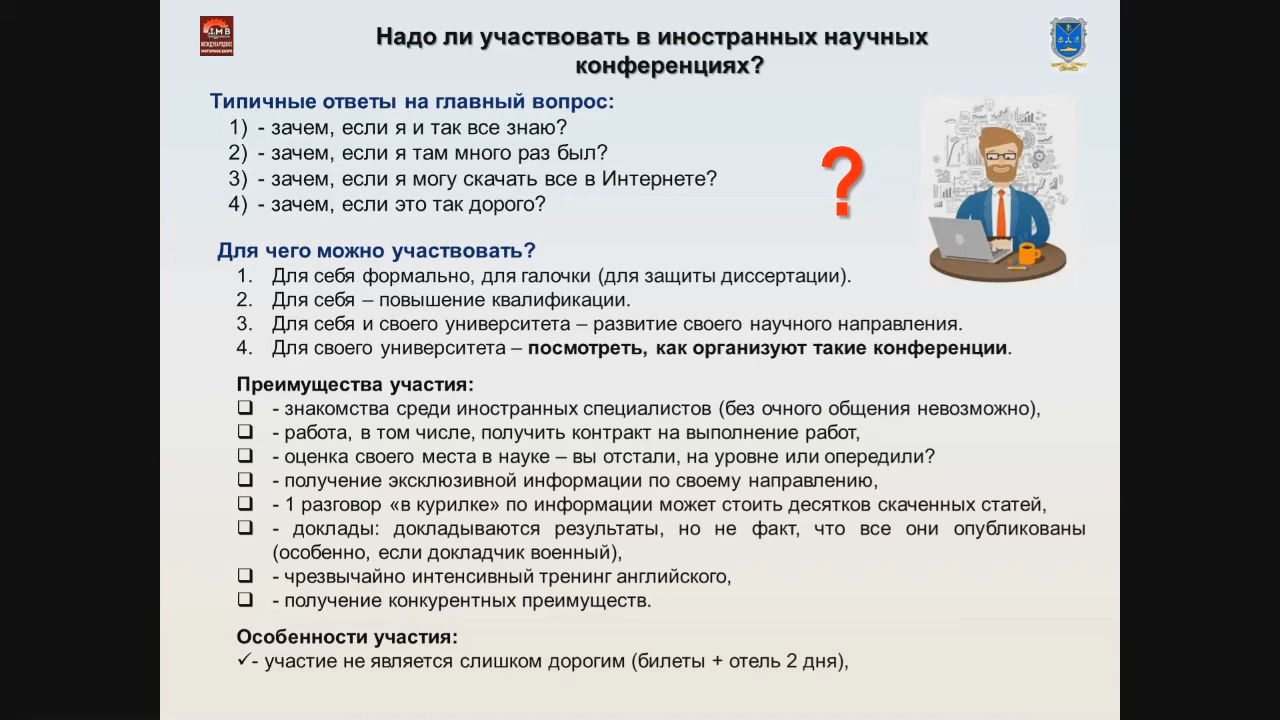 ДМВ
МЕЖДУНАРОДНОЕ
МОТОРНОЕ БЮРО
Надо ли участвовать в иностранных научных
конференциях?
Типичные ответы на главный вопрос:
1) - зачем, если я и так все знаю?
2) - зачем, если я там много раз был?
3) - зачем, если я могу скачать все в Интернете?
4) - зачем, если это так дорого?
?
Для чего можно участвовать?
1. Для себя формально, для галочки (для защиты диссертации).
2. Для себя – повышение квалификации.
3. Для себя и своего университета – развитие своего научного направления.
4. Для своего университета – посмотреть, как организуют такие конференции.
Преимущества участия:
- знакомства среди иностранных специалистов (без очного общения невозможно),
- работа, в том числе, получить контракт на выполнение работ,
- оценка своего места в науке – вы отстали, на уровне или опередили?
- получение эксклюзивной информации по своему направлению,
- 1 разговор «в курилке» по информации может стоить десятков скаченных статей,
- доклады: докладываются результаты, но не факт, что все они опубликованы
(особенно, если докладчик военный),
- чрезвычайно интенсивный тренинг английского,
- получение конкурентных преимуществ.
Особенности участия:
✓- участие не является слишком дорогим (билеты + отель 2 дня),